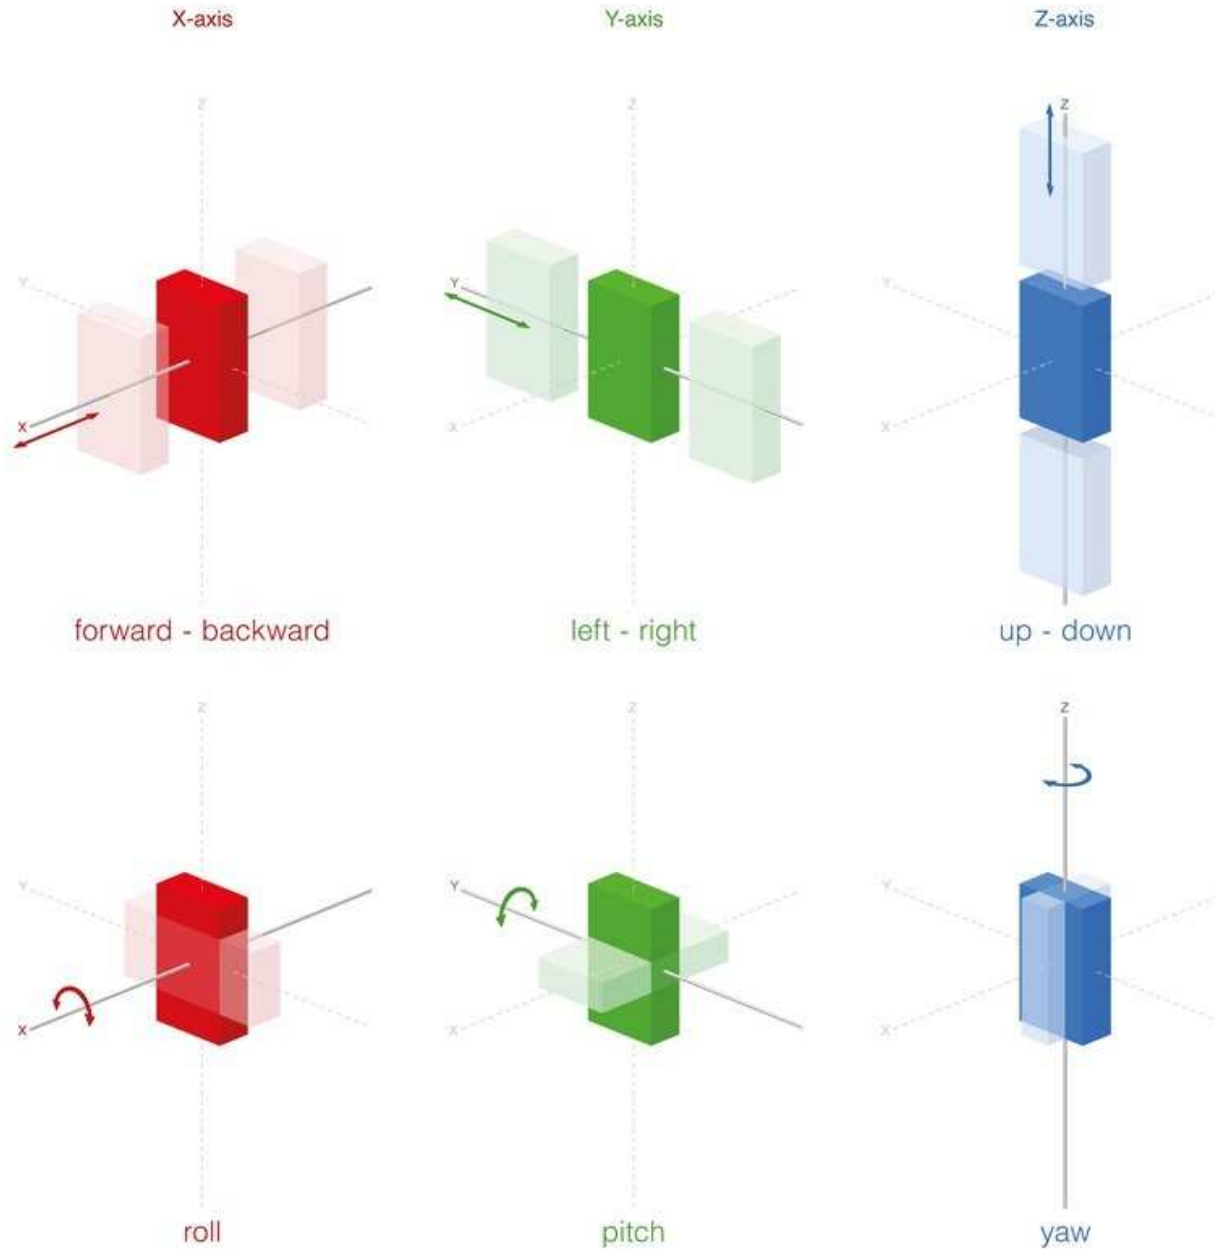 X-axis
Y-axis
Z-axis
Z
Y
X
Z
Y
X
Z
Y
X
forward - backward
left - right
up - down
Z
Y
X
Z
Y
X
Z
Y
X
roll
pitch
yaw